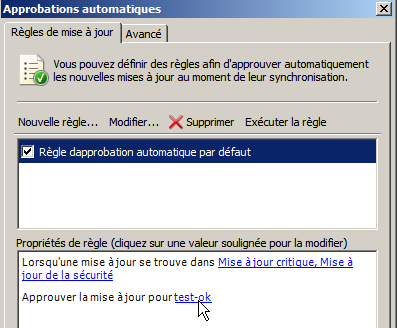 Approbations automatiques
Règles de mise à jour
Avancé
Vous pouvez définir des règles afin d'approuver automatiquement
les nouvelles mises à jour au moment de leur synchronisation.
Nouvelle règle... Modifier... Supprimer Exécuter la règle
Règle dapprobation automatique par défaut
Propriétés de règle (cliquez sur une valeur soulignée pour la modifier)
Lorsqu'une mise à jour se trouve dans Mise à jour critique, Mise à
jour de la sécurité
Approuver la mise à jour pour test-ok